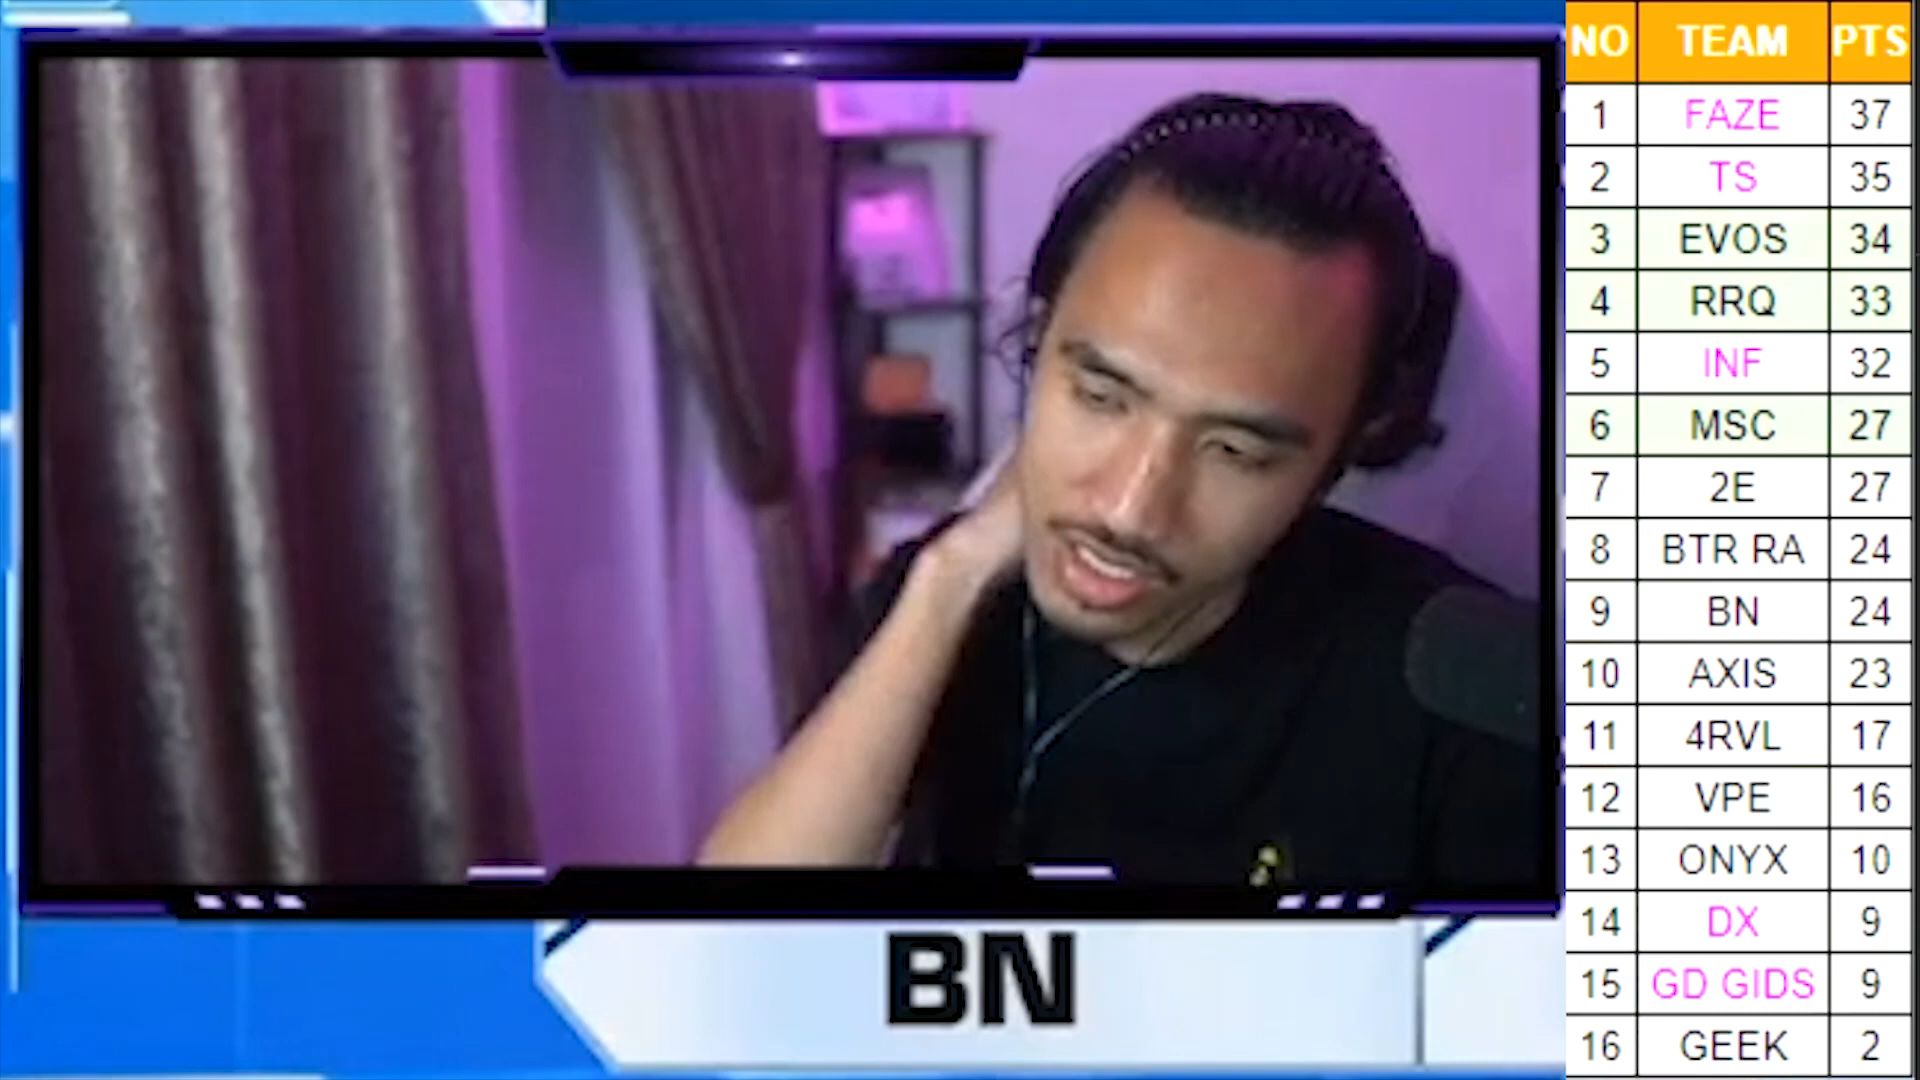 NO TEAM PTS
1 FAZE 37
2 TS 35
3 EVOS 34
4 RRQ 33
5 INF 32
6 MSC 27
7 2E 27
8 BTR RA 24
9 BN 24
10 AXIS 23
11 4RVL 17
12 VPE 16
13 ONYX 10
14 DX 9
15 GD GIDS 9
16 GEEK 2
BN